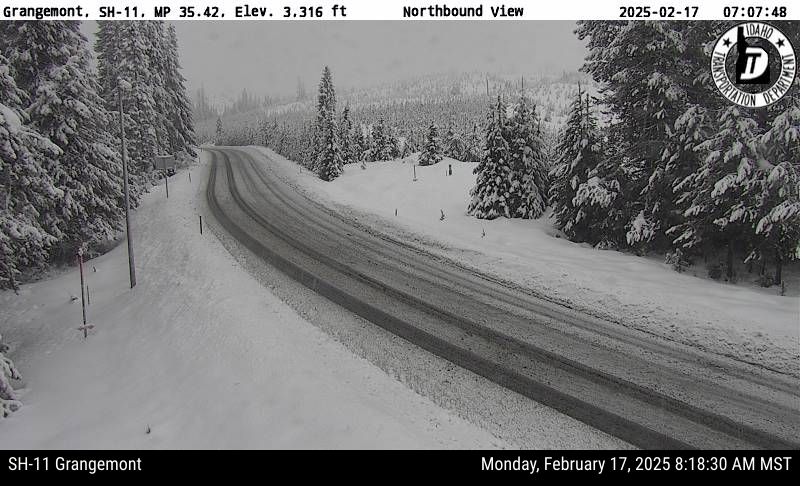 Grangemont, SH-11, MP 35.42, Elev. 3,316 ft Northbound View 2025-02-17 07:07:48
IDAHO
TRANSPORTATION DEPARTMENT
SH-11 Grangemont Monday, February 17, 2025 8:18:30 AM MST